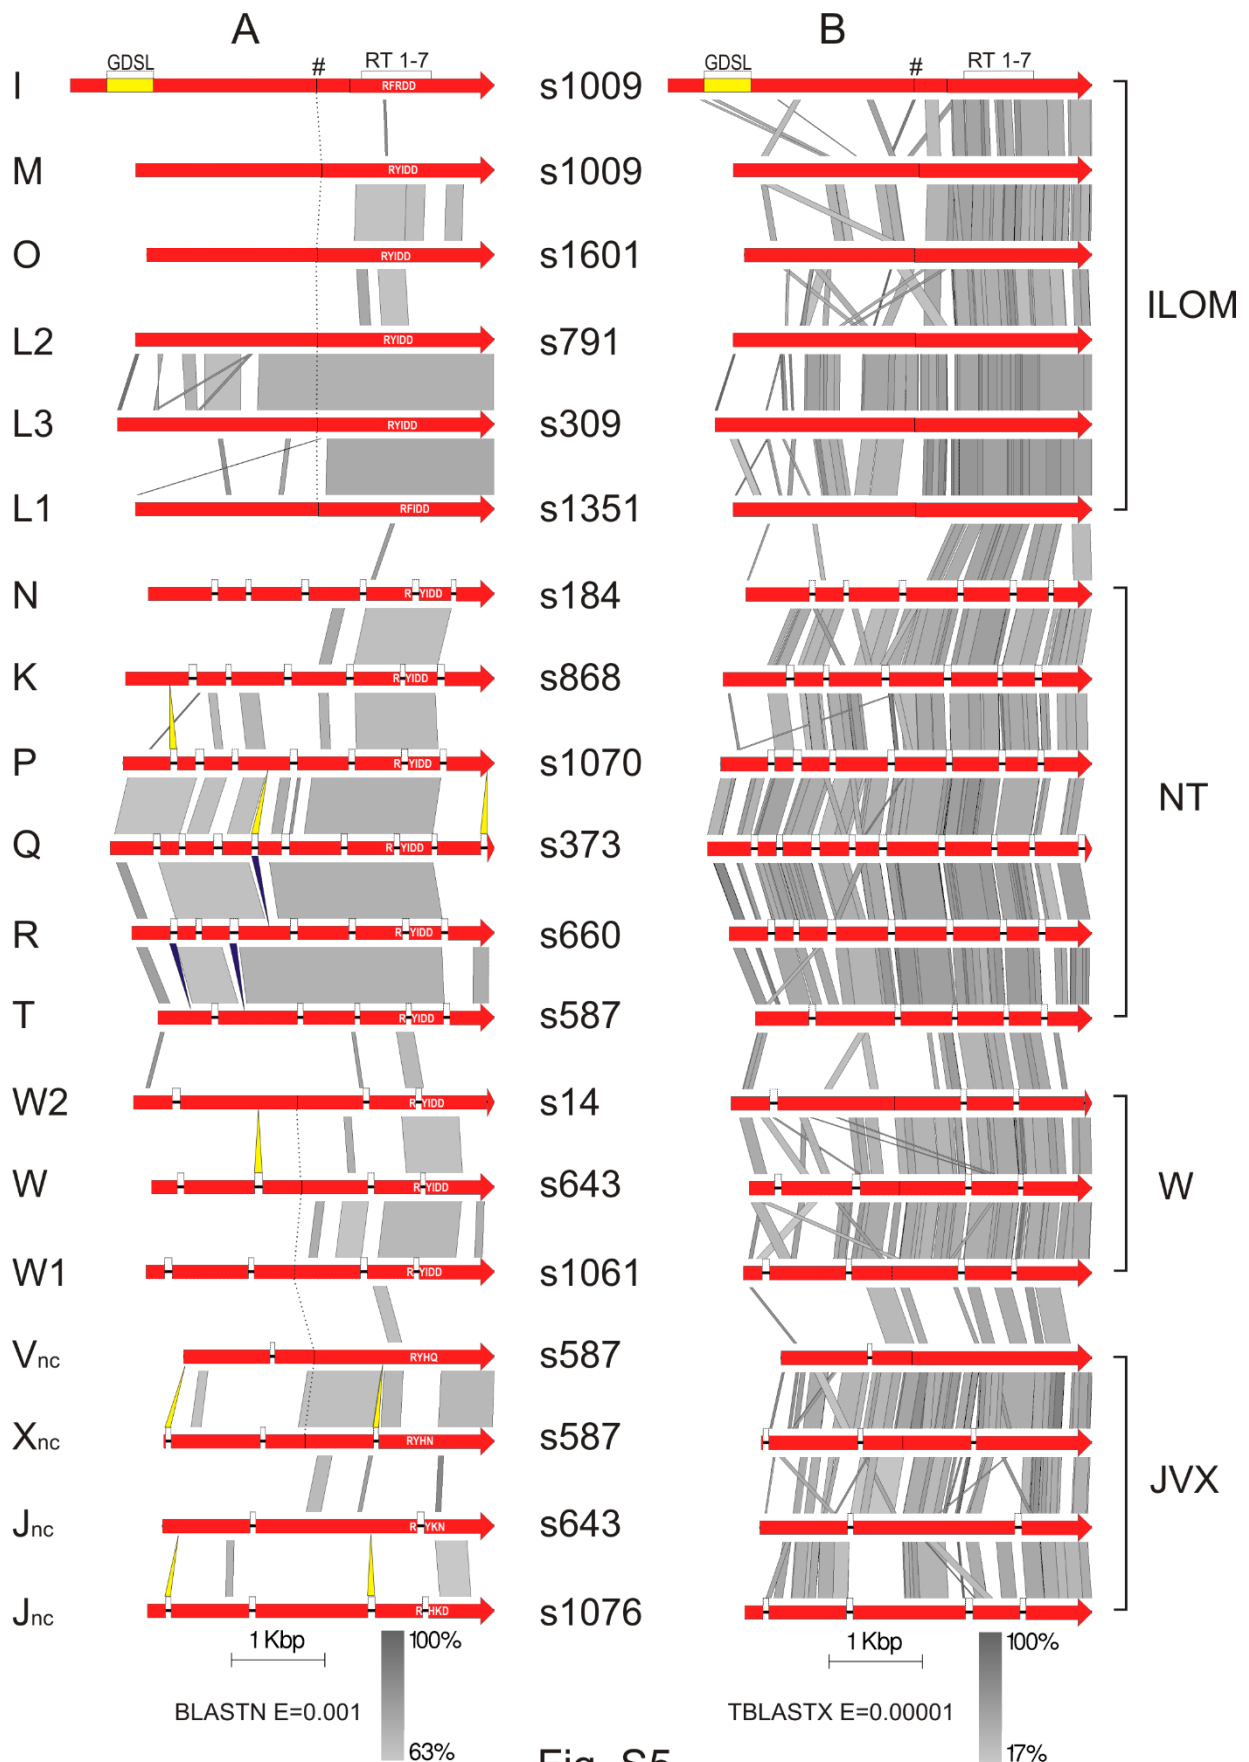 A B
GDSL # RT 1-7 GDSL # RT 1-7
I RFRDD s1009
M RYIDD s1009
O RYIDD s1601
ILOM
L2 RYIDD s791
L3 RYIDD s309
L1 RFIDD s1351
N R YIDD s184
K R YIDD s868
P R YIDD s1070
NT
Q R YIDD s373
R R YIDD s660
T R YIDD s587
W2 R YIDD s14
W R YIDD s643
W
W1 R YIDD s1061
Vnc RYHQ s587
Xnc RYHN s587
JVX
Jnc R YKN s643
Jnc R HKD s1076
1 Kbp 100% 1 Kbp 100%
BLASTN E=0.001 TBLASTX E=0.00001
63% Fig. S5 17%